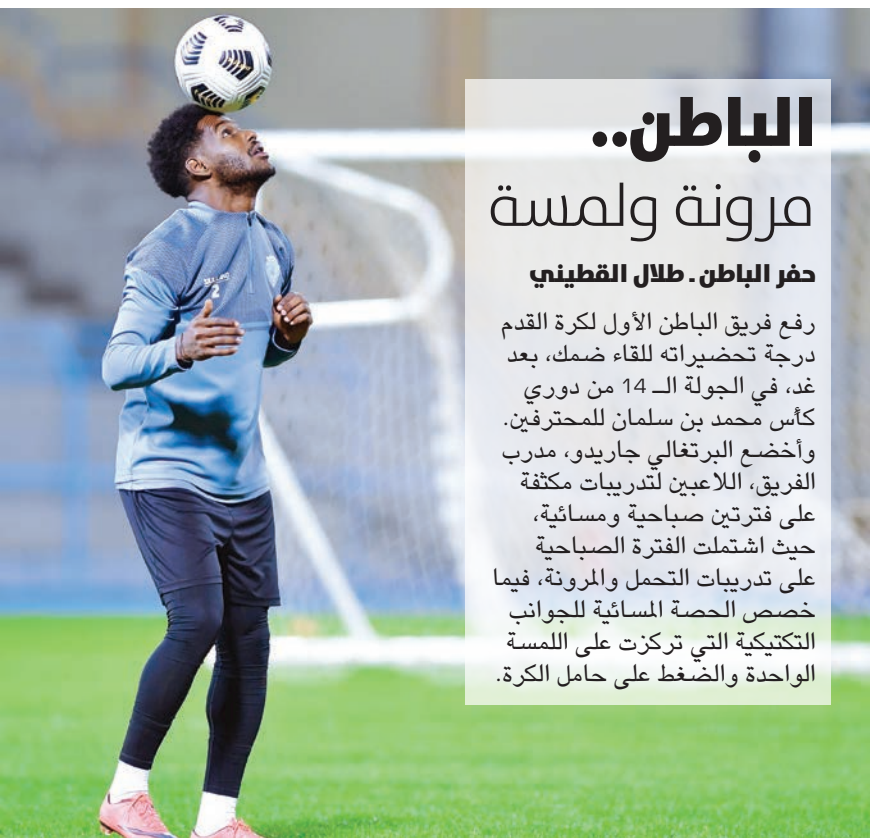 الباطن..
مرونة ولمسة
حفر الباطن. طلال القطيني
رفع فريق الباطن الأول لكرة القدم
درجة تحضيراته للقاء ضمك، بعد
غد، في الجولة الـ 14 من دوري
كأس محمد بن سلمان للمحترفين.
وأخضع البرتغالي جاريدو، مدرب
الفريق، اللاعبين لتدريبات مكثفة
على فترتين صباحية ومسائية،
حيث اشتملت الفترة الصباحية
على تدريبات التحمل والمرونة، فيما
خصص الحصة المسائية للجوانب
التكتيكية التي تركزت على اللمسة
الواحدة والضغط على حامل الكرة.
2